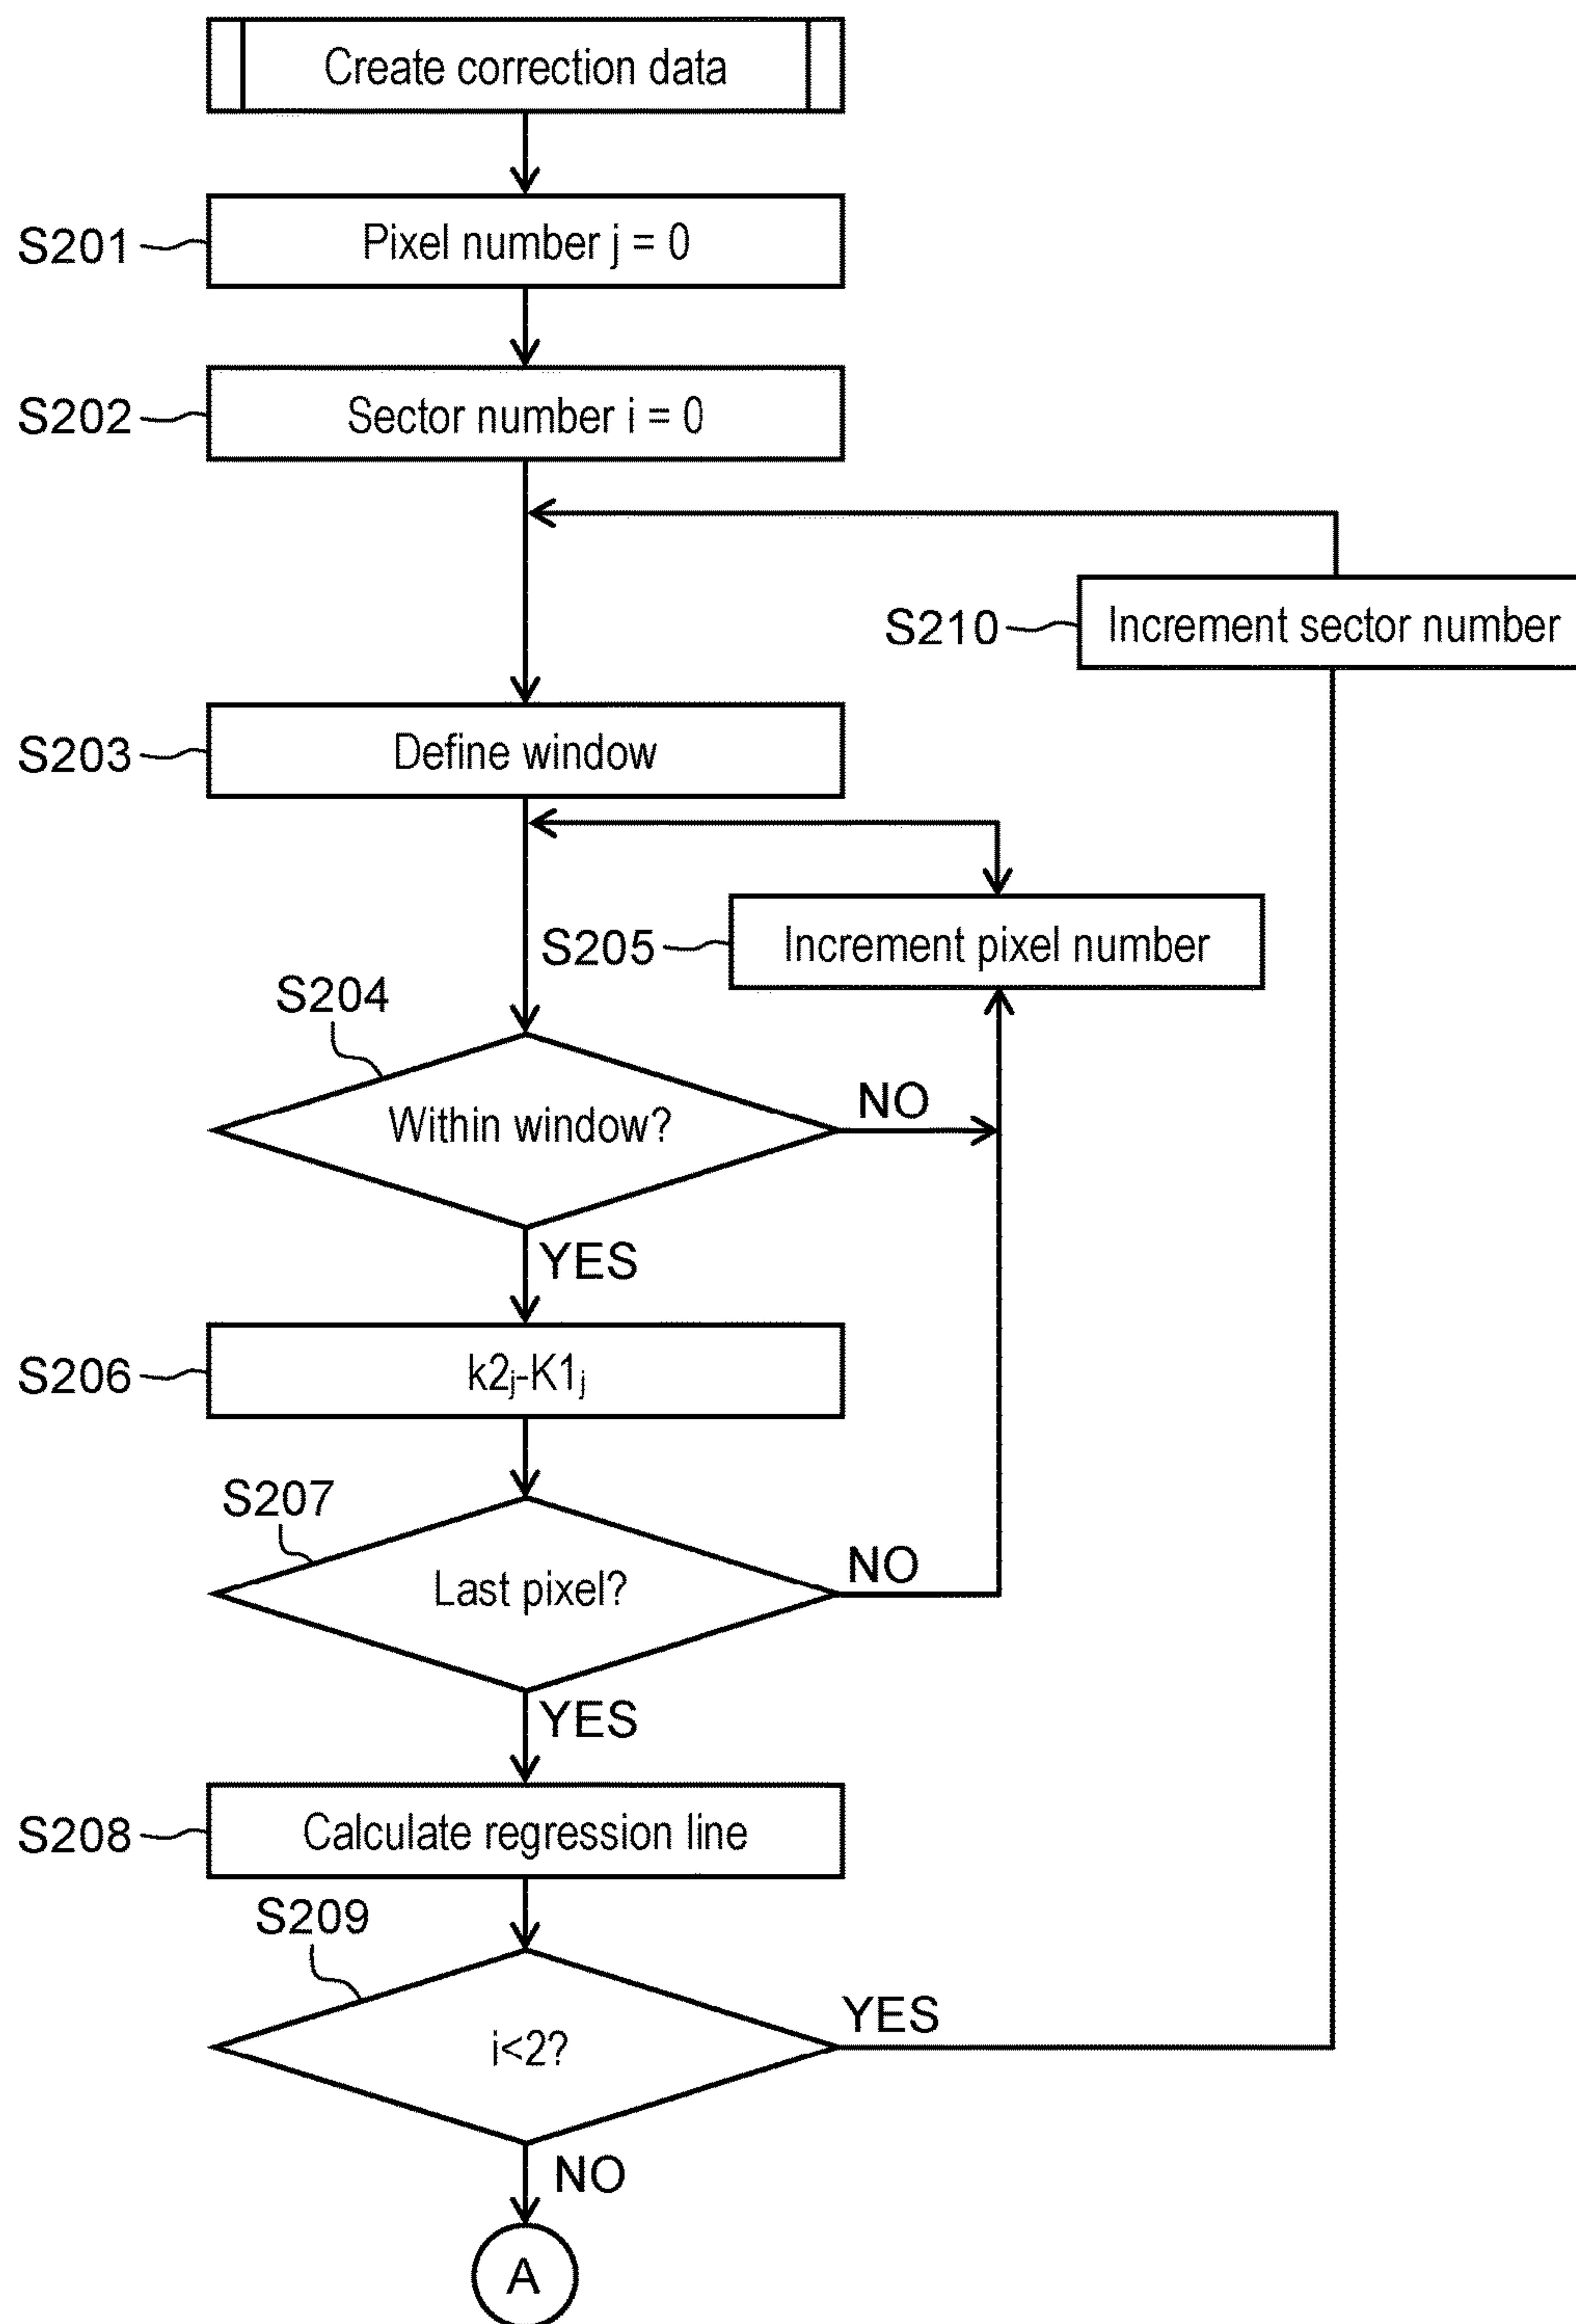 Create correction data
S201 Pixel number j = 0
S202 Sector number i = 0
S210 Increment sector number
S203 Define window
S205 Increment pixel number
S204
Within window?
NO
YES
S206 k2j-K1j
S207
Last pixel?
NO
YES
S208 Calculate regression line
S209
i<2?
YES
NO
A